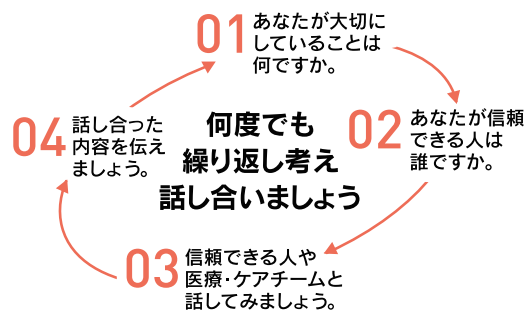 01
あなたが大切に
していることは
何ですか。
02
あなたが信頼
できる人は
誰ですか。
03
信頼できる人や
医療・ケアチームと
話してみましょう。
04
話し合った
内容を伝え
ましょう。
何度でも
繰り返し考え
話し合いましょう